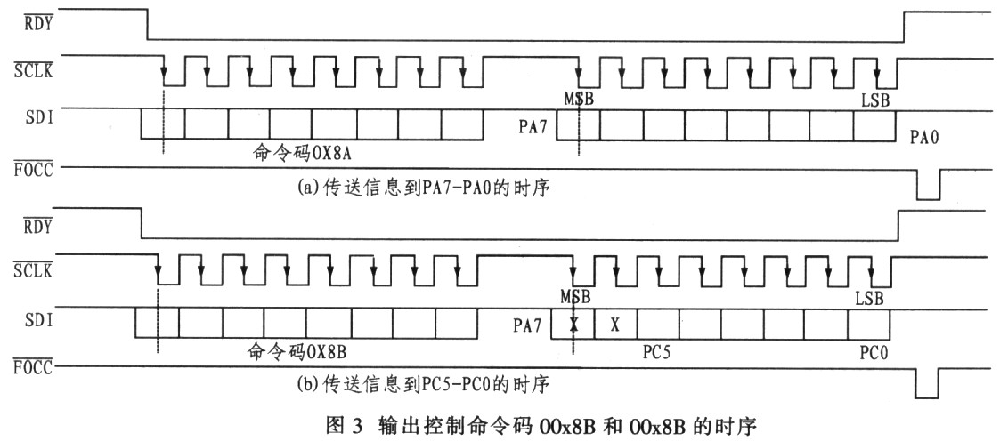 RDY
SCLK
MSB LSB
SDI PA7 PA0
命令码OX8A
FOCC
(a)传送信息到PA7-PA0的时序
RDY
SCLK
MSB LSB
SDI PA7 X X
命令码OX8B PC5 PC0
FOCC
(b)传送信息到PC5-PC0的时序
图 3 输出控制命令码 00x8B 和 00x8B 的时序